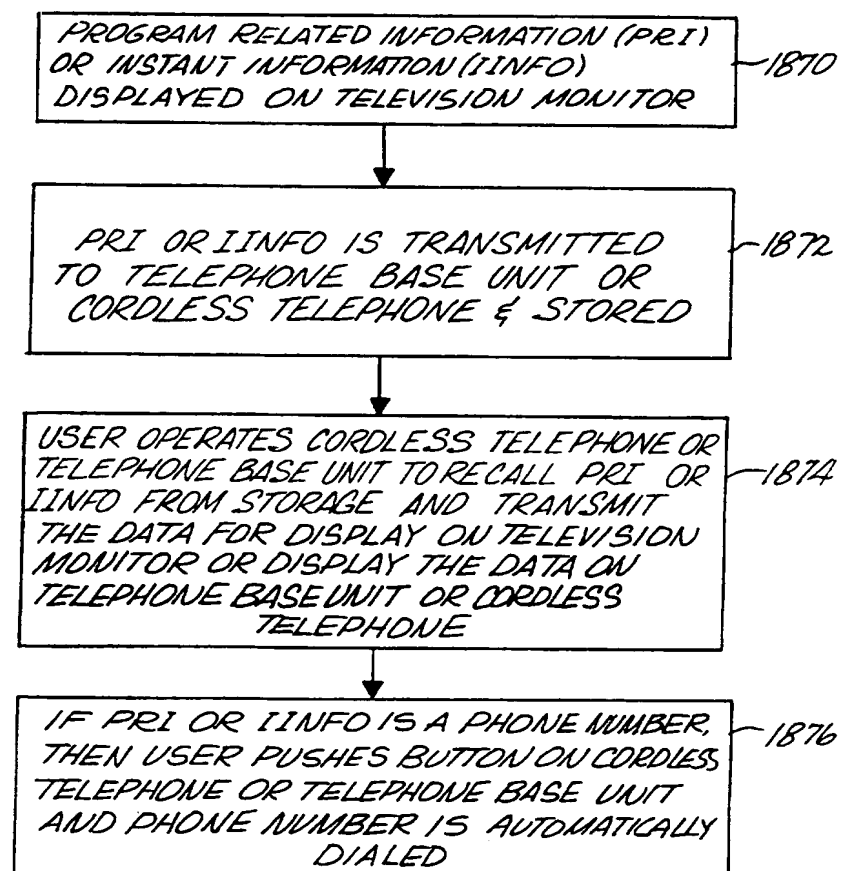 PROGRAM RELATED INFORMATION (PRI)
OR INSTANT INFORMATION (IINFO)
DISPLAYED ON TELEVISION MONITOR
1870
PRI OR IINFO IS TRANSMITTED
TO TELEPHONE BASE UNIT OR
CORDLESS TELEPHONE & STORED
1872
USER OPERATES CORDLESS TELEPHONE OR
TELEPHONE BASE UNIT TO RECALL PRI OR
IINFO FROM STORAGE AND TRANSMIT
THE DATA FOR DISPLAY ON TELEVISION
MONITOR OR DISPLAY THE DATA ON
TELEPHONE BASE UNIT OR CORDLESS
TELEPHONE
1874
IF PRI OR IINFO IS A PHONE NUMBER,
THEN USER PUSHES BUTTON ON CORDLESS
TELEPHONE OR TELEPHONE BASE UNIT
AND PHONE NUMBER IS AUTOMATICALLY
DIALED
1876